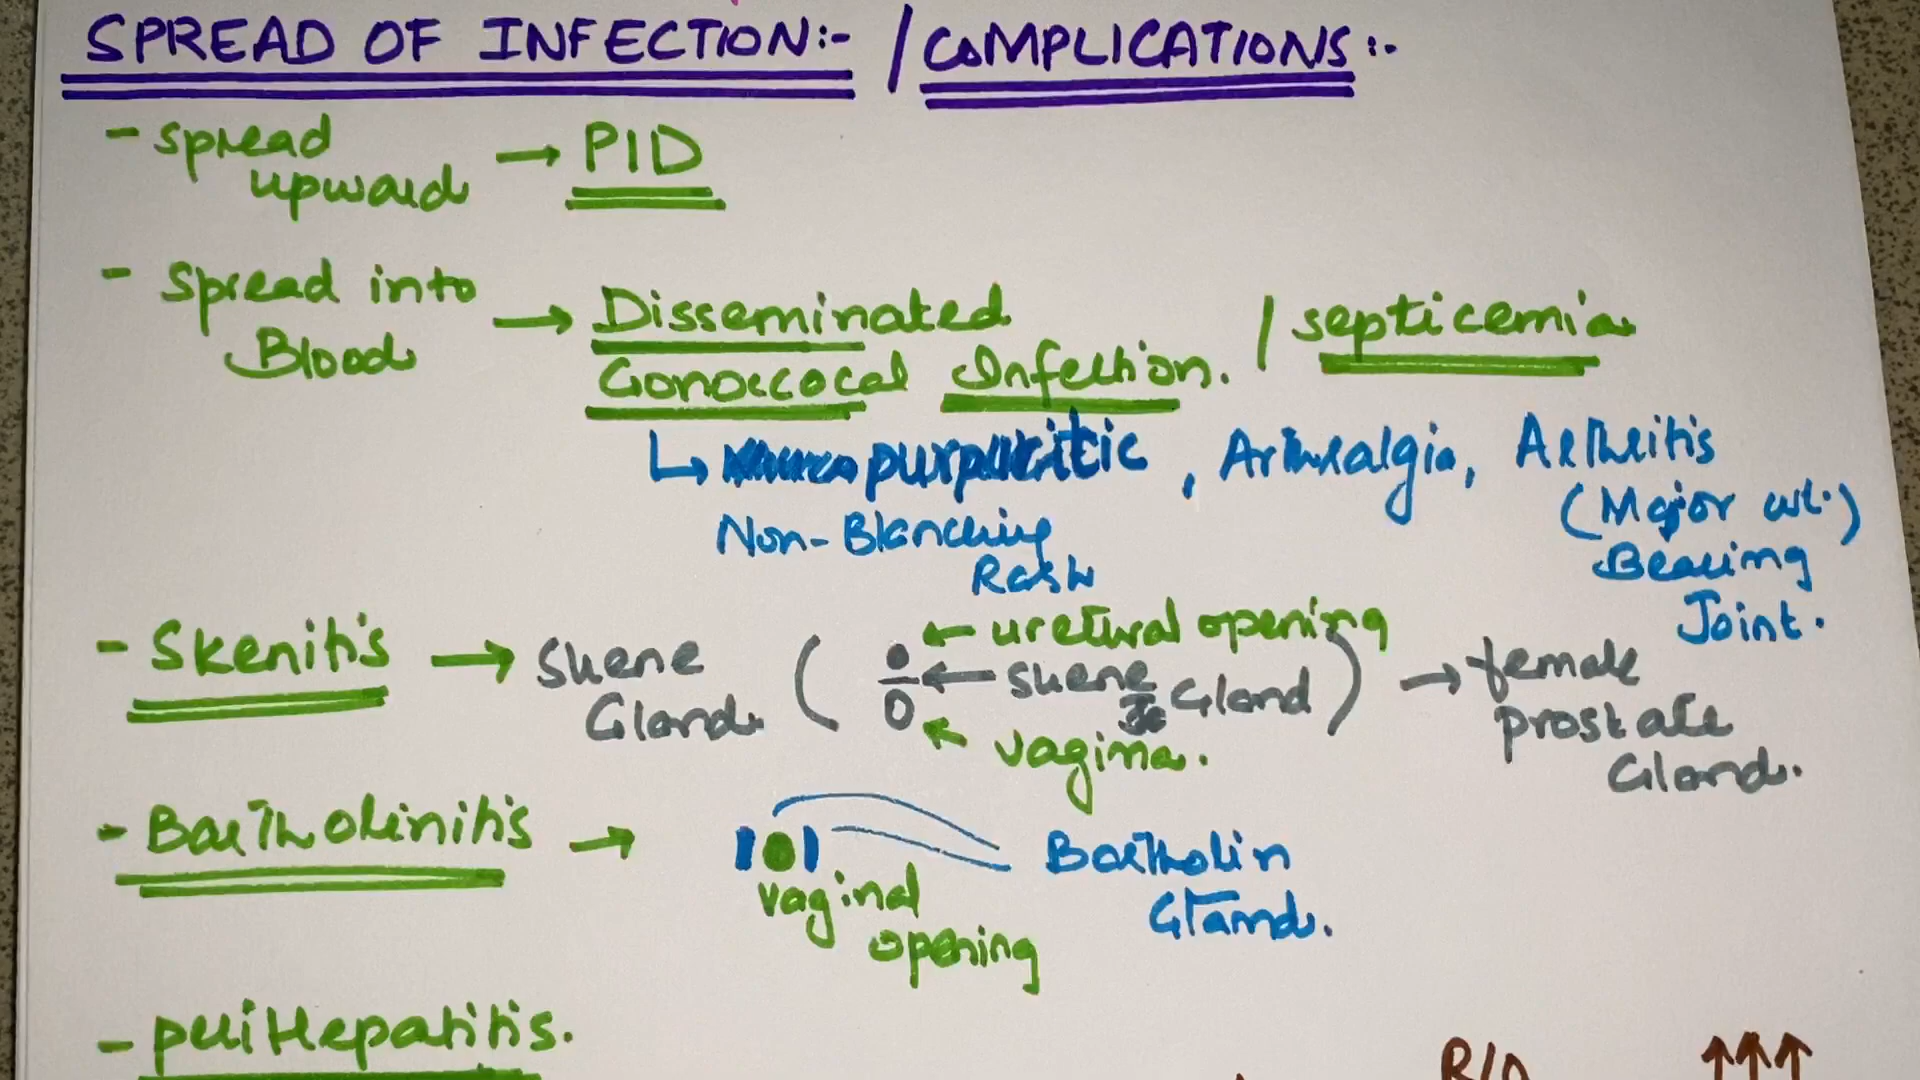 SPREAD OF INFECTION:- / COMPLICATIONS:-
- spread upward → PID
- Spread into Blood → Disseminated Gonoccocal Infection. / septicemia
↳ purpuritic, Arthralgia, Arthritis
Non-Blanching Rash
(Major wt.) Bearing Joint.
- Skenitis → Skene Gland. ( ← uretural opening
← skene Gland ) → female prostate Gland.
vagina.
- Bartholinitis → Bartholin Gland.
vaginal opening
- periHepatitis.
R/O ↑↑↑